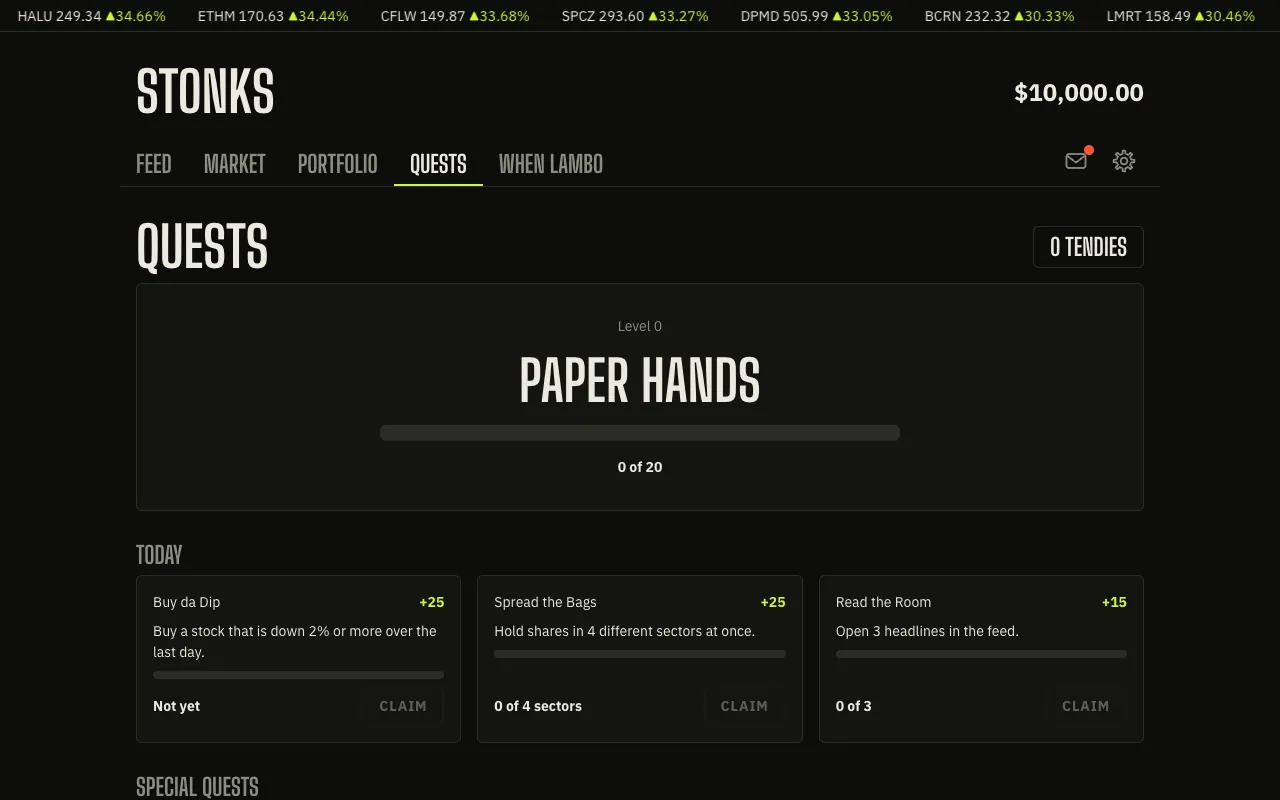 HALU 249.34 ▲34.66% ETHM 170.63 ▲34.44% CFLW 149.87 ▲33.68% SPCZ 293.60 ▲33.27% DPMD 505.99 ▲33.05% BCRN 232.32 ▲30.33% LMRT 158.49 ▲30.46%
STONKS
$10,000.00
FEED MARKET PORTFOLIO QUESTS WHEN LAMBO
QUESTS
0 TENDIES
Level 0
PAPER HANDS
0 of 20
TODAY
Buy da Dip +25
Buy a stock that is down 2% or more over the
last day.
Not yet CLAIM
Spread the Bags +25
Hold shares in 4 different sectors at once.
0 of 4 sectors CLAIM
Read the Room +15
Open 3 headlines in the feed.
0 of 3 CLAIM
SPECIAL QUESTS